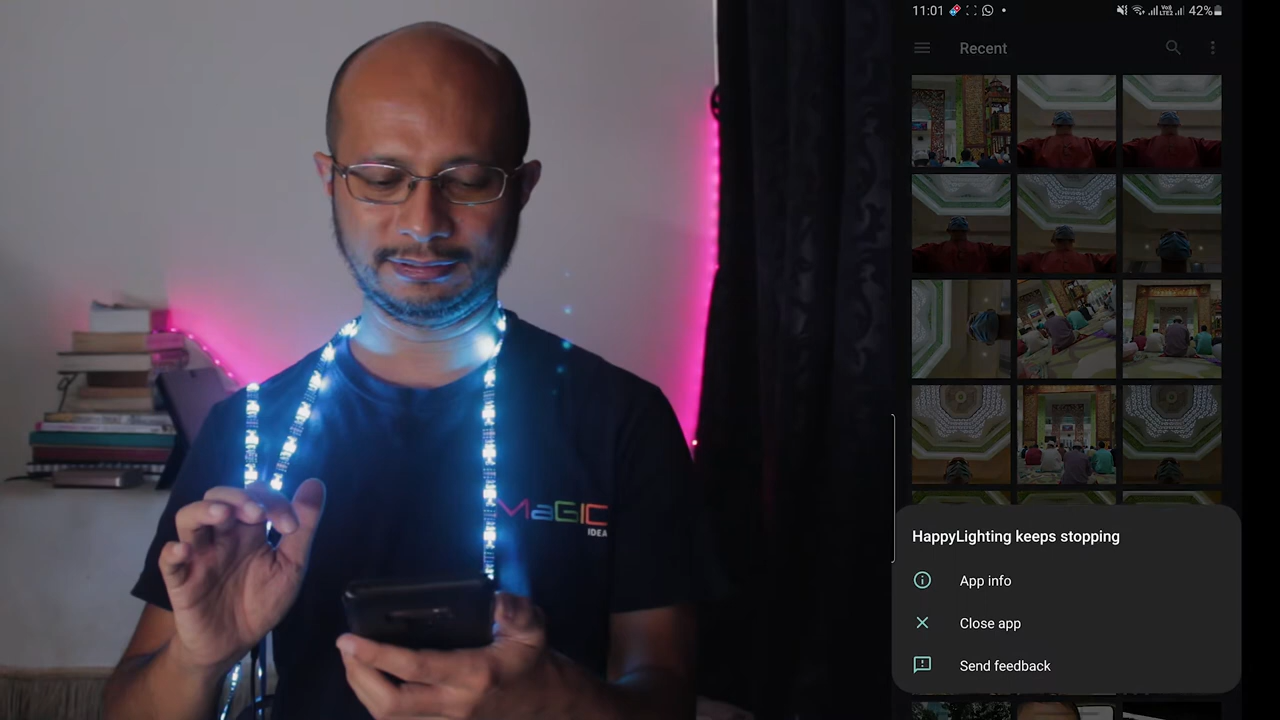 11:01
42%
Recent
MaGIC
IDEA
HappyLighting keeps stopping
App info
Close app
Send feedback